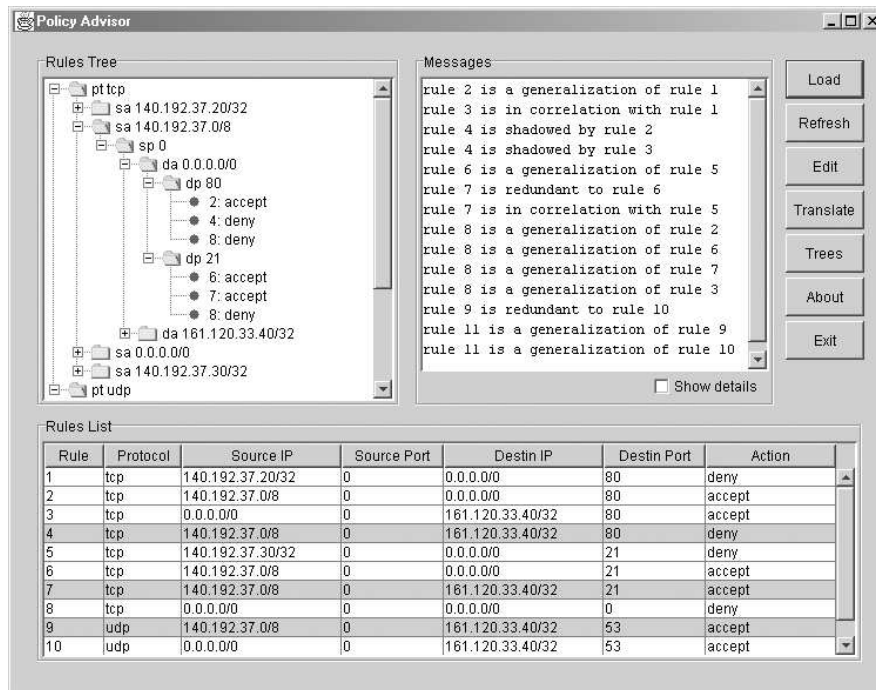 Policy Advisor
Rules Tree
pt tcp
sa 140.192.37.20/32
sa 140.192.37.0/8
sp 0
da 0.0.0.0/0
dp 80
2: accept
4: deny
8: deny
dp 21
6: accept
7: accept
8: deny
da 161.120.33.40/32
sa 0.0.0.0/0
sa 140.192.37.30/32
pt udp
Messages
rule 2 is a generalization of rule 1
rule 3 is in correlation with rule 1
rule 4 is shadowed by rule 2
rule 4 is shadowed by rule 3
rule 6 is a generalization of rule 5
rule 7 is redundant to rule 6
rule 7 is in correlation with rule 5
rule 8 is a generalization of rule 2
rule 8 is a generalization of rule 6
rule 8 is a generalization of rule 7
rule 8 is a generalization of rule 3
rule 9 is redundant to rule 10
rule 11 is a generalization of rule 9
rule 11 is a generalization of rule 10
Show details
Load
Refresh
Edit
Translate
Trees
About
Exit
Rules List
Rule Protocol Source IP Source Port Destin IP Destin Port Action
1 tcp 140.192.37.20/32 0 0.0.0.0/0 80 deny
2 tcp 140.192.37.0/8 0 0.0.0.0/0 80 accept
3 tcp 0.0.0.0/0 0 161.120.33.40/32 80 accept
4 tcp 140.192.37.0/8 0 161.120.33.40/32 80 deny
5 tcp 140.192.37.30/32 0 0.0.0.0/0 21 deny
6 tcp 140.192.37.0/8 0 0.0.0.0/0 21 accept
7 tcp 140.192.37.0/8 0 161.120.33.40/32 21 accept
8 tcp 0.0.0.0/0 0 0.0.0.0/0 0 deny
9 udp 140.192.37.0/8 0 161.120.33.40/32 53 accept
10 udp 0.0.0.0/0 0 161.120.33.40/32 53 accept